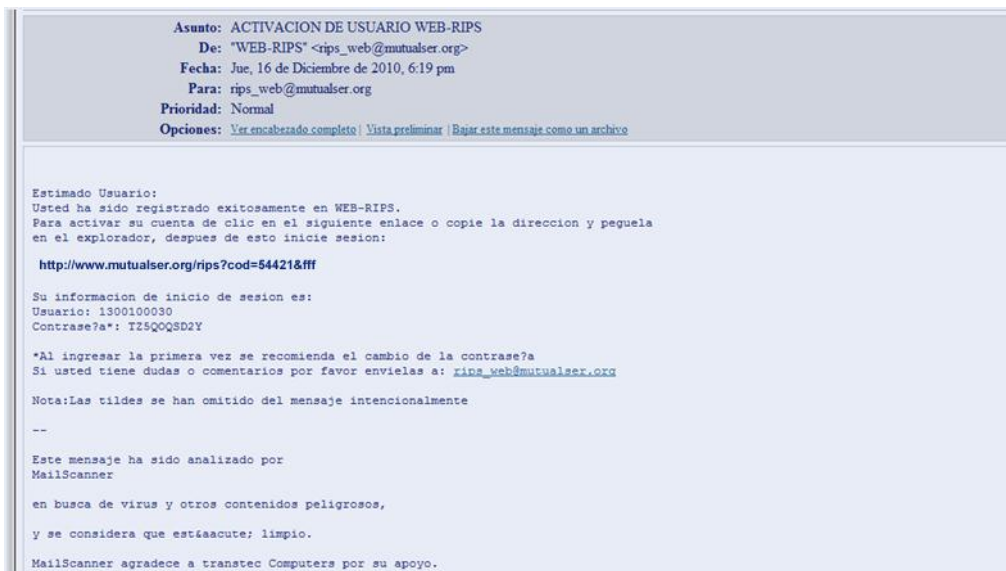 Asunto: ACTIVACION DE USUARIO WEB-RIPS
De: "WEB-RIPS" <rips_web@mutualser.org>
Fecha: Jue, 16 de Diciembre de 2010, 6:19 pm
Para: rips_web@mutualser.org
Prioridad: Normal
Opciones: Ver encabezado completo | Vista preliminar | Bajar este mensaje como un archivo
Estimado Usuario:
Usted ha sido registrado exitosamente en WEB-RIPS.
Para activar su cuenta de clic en el siguiente enlace o copie la direccion y peguela
en el explorador, despues de esto inicie sesion:
http://www.mutualser.org/rips?cod=54421&fff
Su informacion de inicio de sesion es:
Usuario: 1300100030
Contrase?a*: TZ5QOQSD2Y
*Al ingresar la primera vez se recomienda el cambio de la contrase?a
Si usted tiene dudas o comentarios por favor envielas a: rips_web@mutualser.org
Nota:Las tildes se han omitido del mensaje intencionalmente
--
Este mensaje ha sido analizado por
MailScanner
en busca de virus y otros contenidos peligrosos,
y se considera que est&aacute; limpio.
MailScanner agradece a transtec Computers por su apoyo.